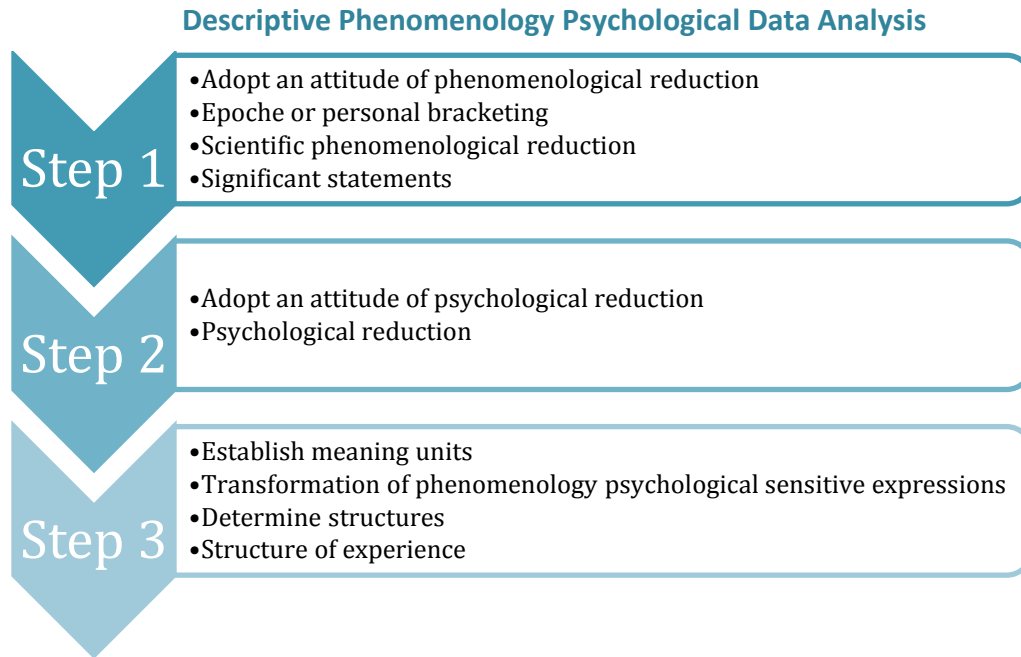 Descriptive Phenomenology Psychological Data Analysis
Step 1
•Adopt an attitude of phenomenological reduction
•Epoche or personal bracketing
•Scientific phenomenological reduction
•Significant statements
Step 2
•Adopt an attitude of psychological reduction
•Psychological reduction
Step 3
•Establish meaning units
•Transformation of phenomenology psychological sensitive expressions
•Determine structures
•Structure of experience